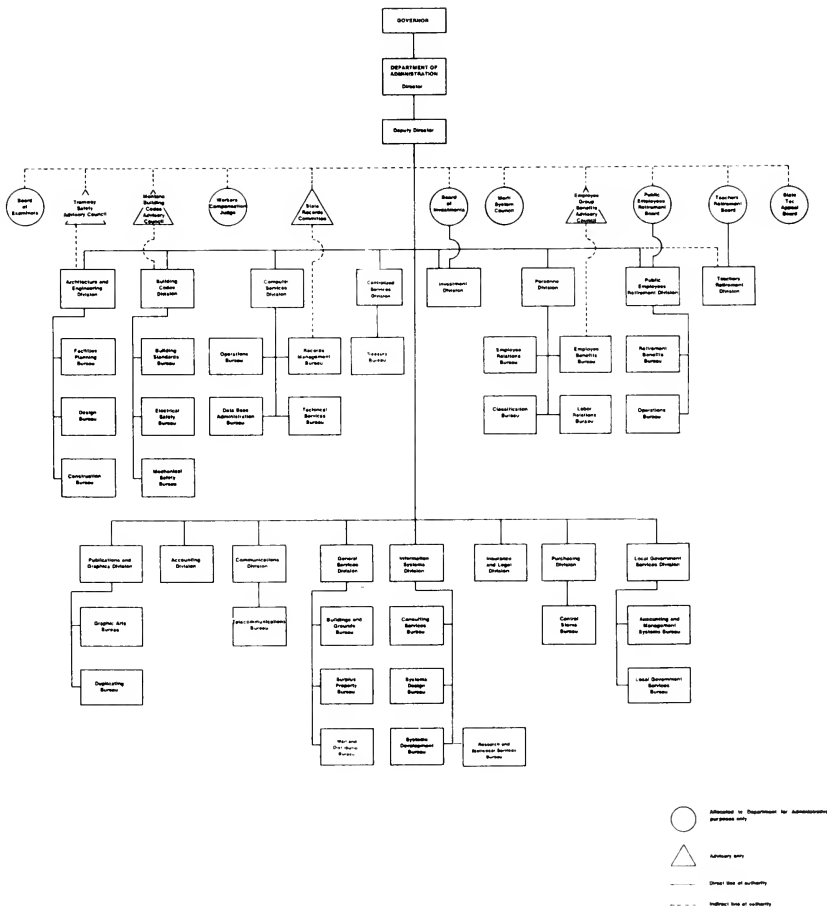 GOVERNOR
DEPARTMENT OF
ADMINISTRATION
Director
Deputy Director
Board
of
Examiners
Tramway
Safety
Advisory Council
Montana
Building
Codes
Advisory
Council
Workers
Compensation
Judge
State
Records
Committee
Board
of
Investments
Merit
System
Council
Employee
Group
Benefits
Advisory
Council
Public
Employees
Retirement
Board
Teachers
Retirement
Board
State
Appeal
Board
Architecture and
Engineering
Division
Building
Codes
Division
Computer
Services
Division
Centralized
Services
Division
Investment
Division
Personnel
Division
Public
Employees
Retirement Division
Teachers
Retirement Division
Facilities
Planning
Bureau
Building
Standards
Bureau
Operations
Bureau
Records
Management
Bureau
Treasury
Bureau
Employee
Relations
Bureau
Employee
Benefits
Bureau
Retirement
Benefits
Bureau
Design
Bureau
Electrical
Safety
Bureau
Data Base
Administration
Bureau
Technical
Services
Bureau
Classification
Bureau
Labor
Relations
Bureau
Operations
Bureau
Construction
Bureau
Mechanical
Safety
Bureau
Publications and
Graphics Division
Accounting
Division
Communications
Division
General
Services
Division
Information
Systems
Division
Insurance
and Legal
Division
Purchasing
Division
Local Government
Services Division
Graphic Arts
Bureau
Telecommunications
Bureau
Buildings and
Grounds
Bureau
Consulting
Services
Bureau
Central
Stores
Bureau
Accounting and
Management
Systems Bureau
Duplicating
Bureau
Surplus
Property
Bureau
Systems
Design
Bureau
Local Government
Services
Bureau
Mail and
Distribution
Bureau
Systems
Development
Bureau
Research and
Technical Services
Bureau
Allocated to Department for Administrative
purposes only
Advisory only
Direct line of authority
Indirect line of authority